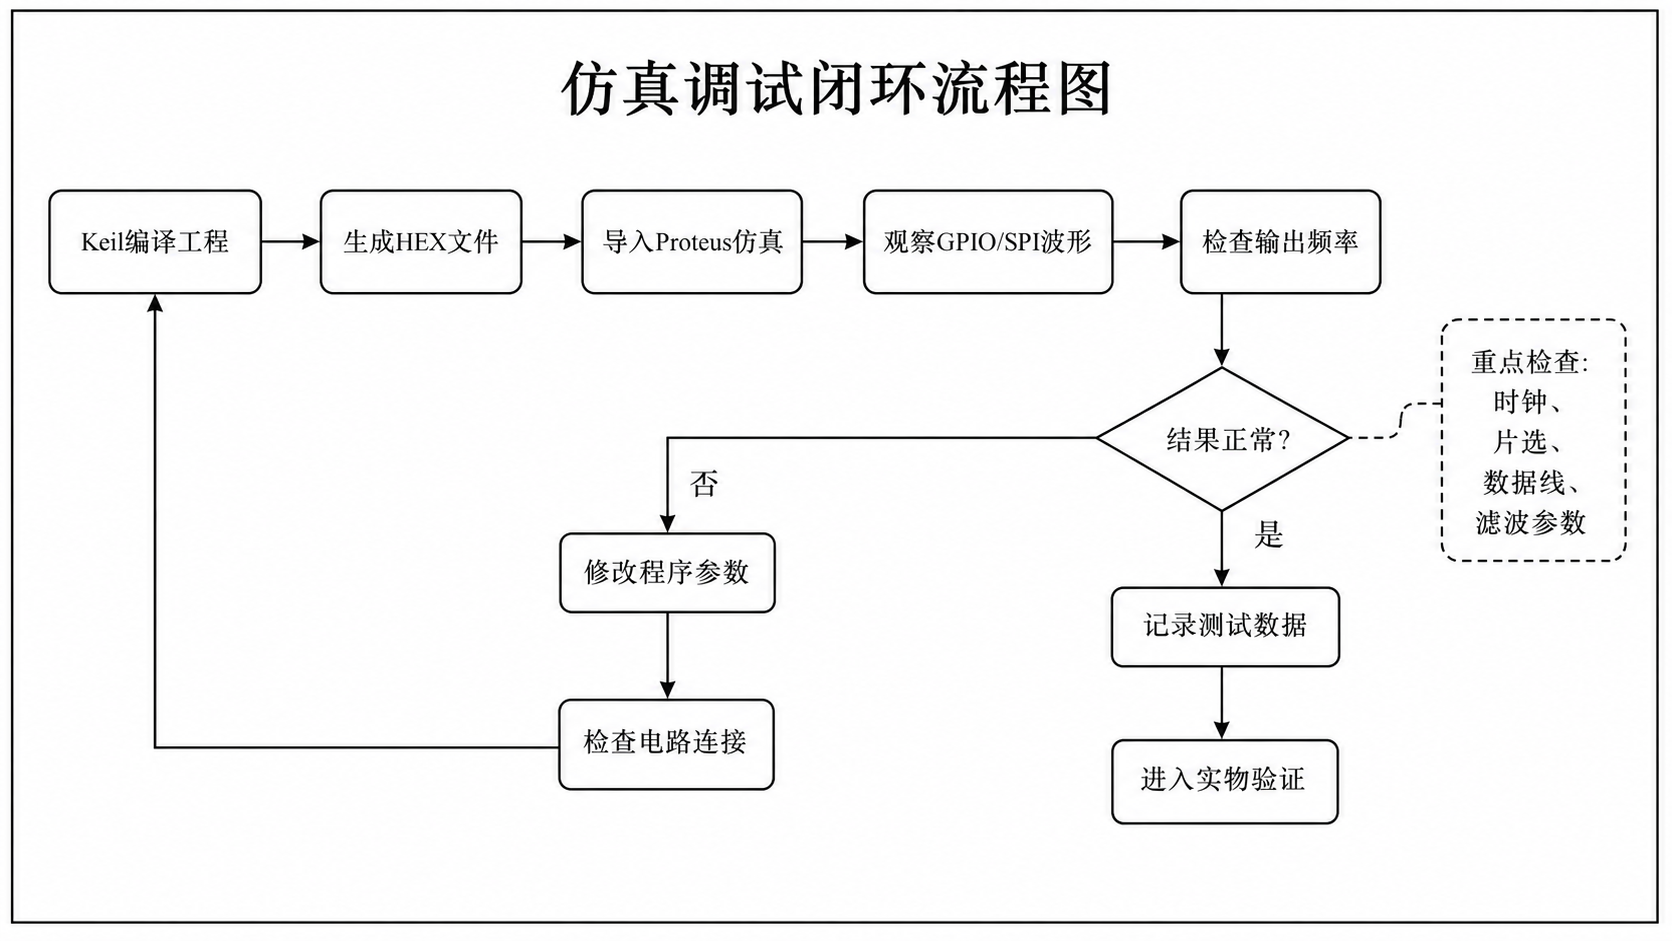 仿真调试闭环流程图
Keil编译工程
生成HEX文件
导入Proteus仿真
观察GPIO/SPI波形
检查输出频率
重点检查:
时钟、
片选、
数据线、
滤波参数
结果正常?
否
是
修改程序参数
记录测试数据
检查电路连接
进入实物验证